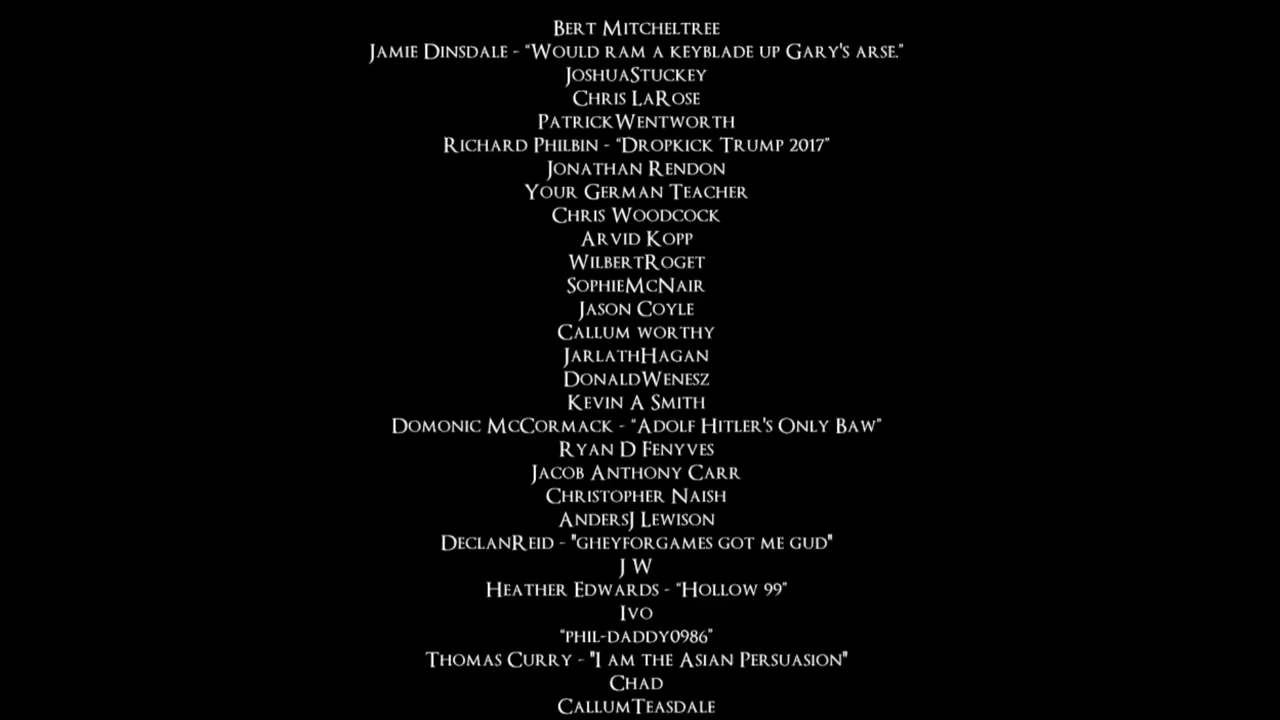 Bert Mitcheltree
Jamie Dinsdale - "Would ram a keyblade up Gary's arse."
JoshuaStuckey
Chris LaRose
PatrickWentworth
Richard Philbin - "Dropkick Trump 2017"
Jonathan Rendon
Your German Teacher
Chris Woodcock
Arvid Kopp
WilbertRoget
SophieMcNair
Jason Coyle
Callum worthy
JarlathHagan
DonaldWenesz
Kevin A Smith
Domonic McCormack - "Adolf Hitler's Only Baw"
Ryan D Fenyves
Jacob Anthony Carr
Christopher Naish
AndersJ Lewison
DeclanReid - "gheyforgames got me gud"
J W
Heather Edwards - "Hollow 99"
Ivo
"phil-daddy0986"
Thomas Curry - "I am the Asian Persuasion"
Chad
CallumTeasdale